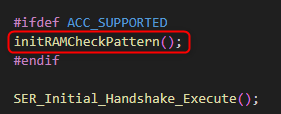 #ifdef ACC_SUPPORTED
initRAMCheckPattern();
#endif
SER_Initial_Handshake_Execute();